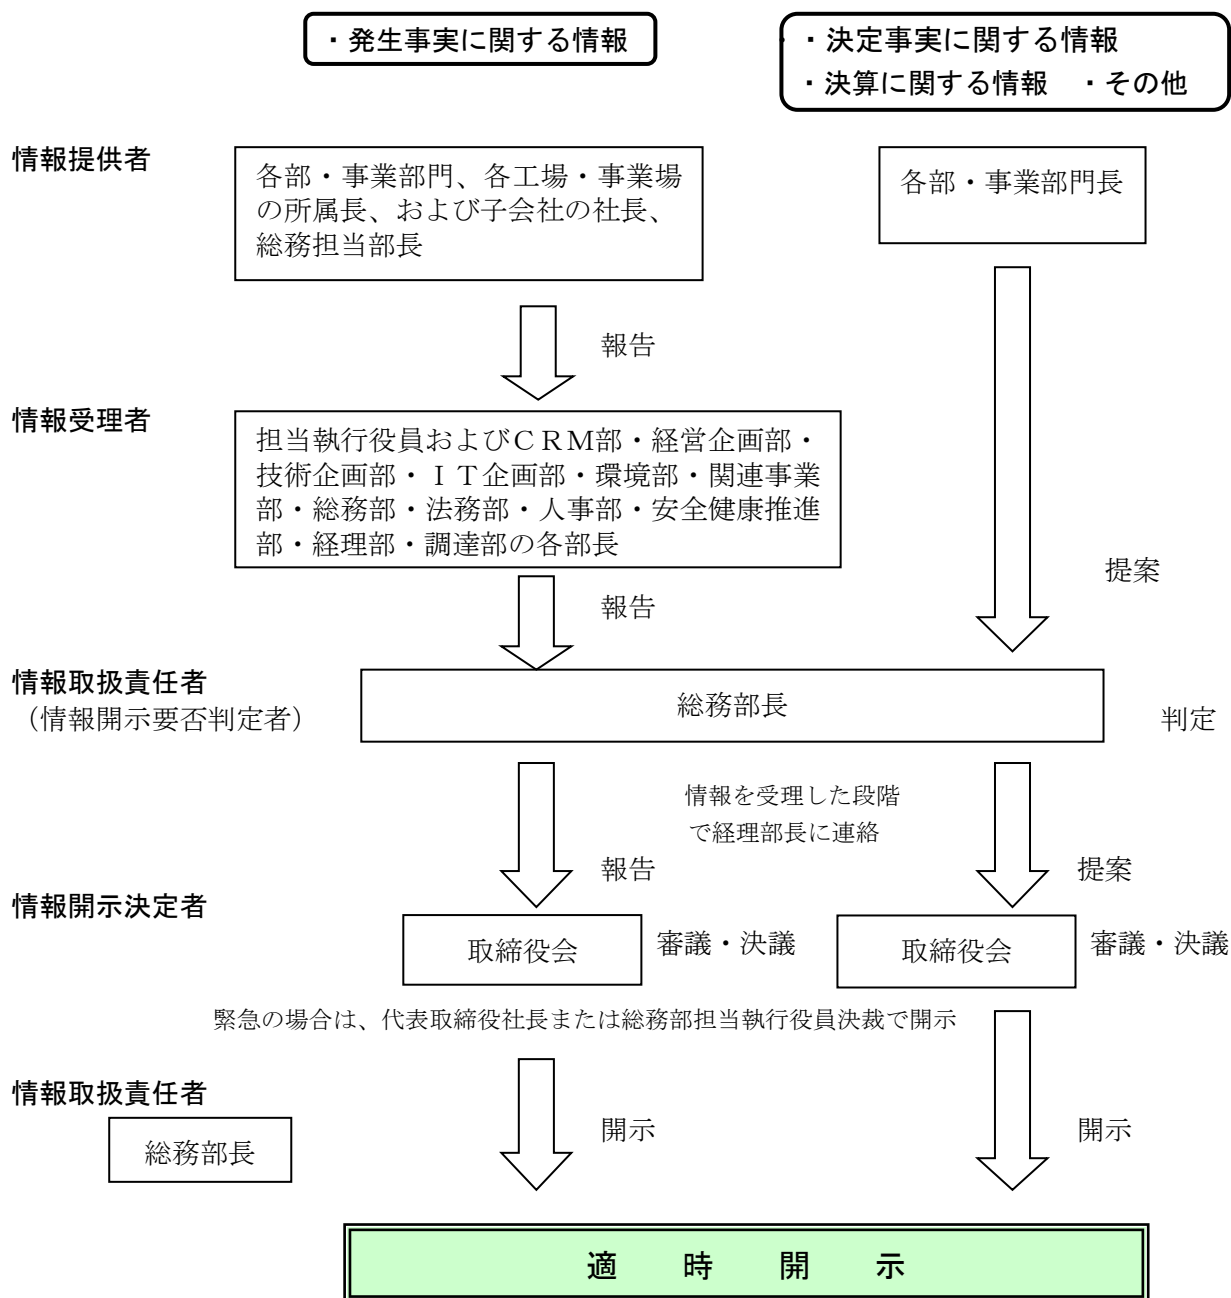 ・発生事実に関する情報
・決定事実に関する情報
・決算に関する情報　・その他
情報提供者
各部・事業部門、各工場・事業場
の所属長、および子会社の社長、
総務担当部長
各部・事業部門長
報告
情報受理者
担当執行役員およびＣＲＭ部・経営企画部・
技術企画部・ＩＴ企画部・環境部・関連事業
部・総務部・法務部・人事部・安全健康推進
部・経理部・調達部の各部長
提案
報告
情報取扱責任者
（情報開示要否判定者）
総務部長
判定
情報を受理した段階
で経理部長に連絡
報告
提案
情報開示決定者
取締役会
審議・決議
取締役会
審議・決議
緊急の場合は、代表取締役社長または総務部担当執行役員決裁で開示
情報取扱責任者
総務部長
開示
開示
適　時　開　示